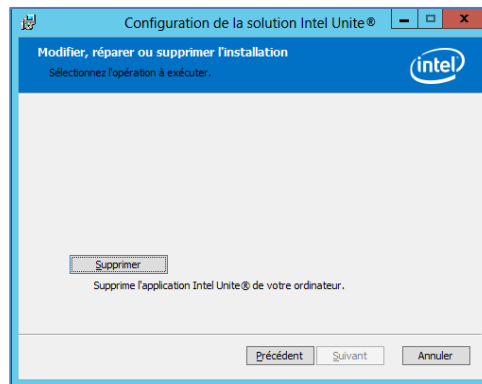 Configuration de la solution Intel Unite®
Modifier, réparer ou supprimer l'installation
Sélectionnez l'opération à exécuter.
intel
Supprimer
Supprime l'application Intel Unite® de votre ordinateur.
Précédent Suivant Annuler